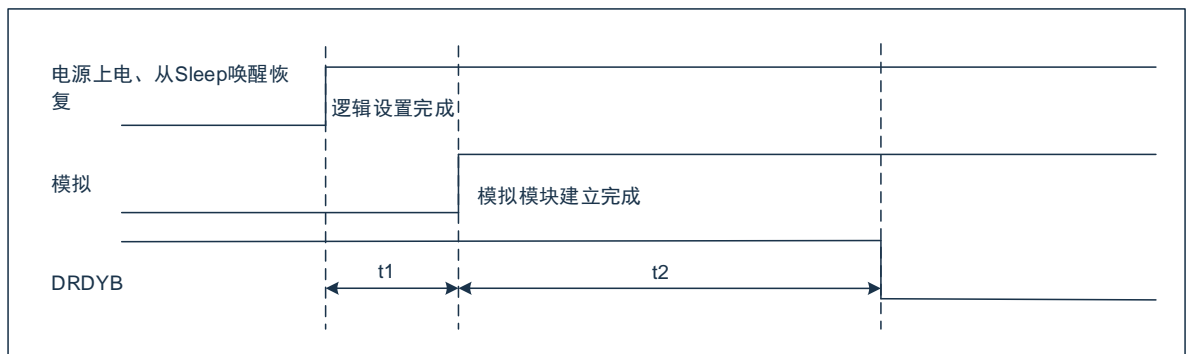 电源上电、从Sleep唤醒恢
复
逻辑设置完成
模拟
模拟模块建立完成
DRDYB
t1
t2